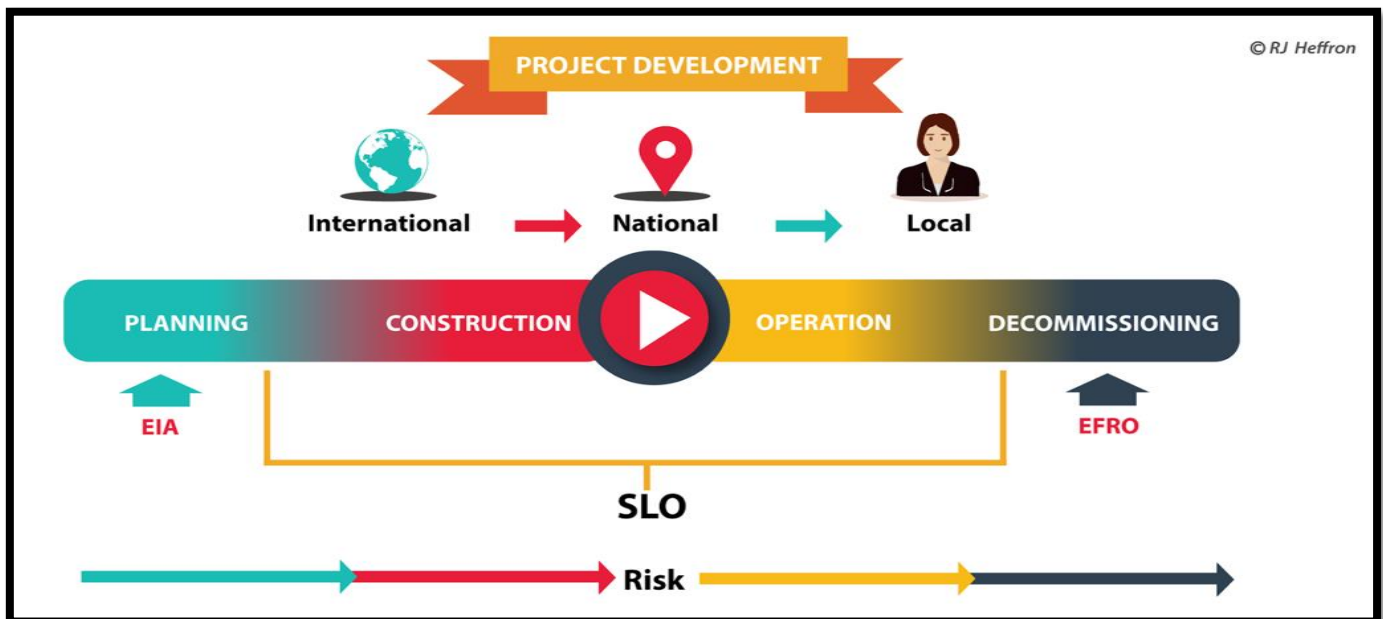 © RJ Heffron
PROJECT DEVELOPMENT
International National Local
PLANNING CONSTRUCTION OPERATION DECOMMISSIONING
EIA EFRO
SLO
Risk